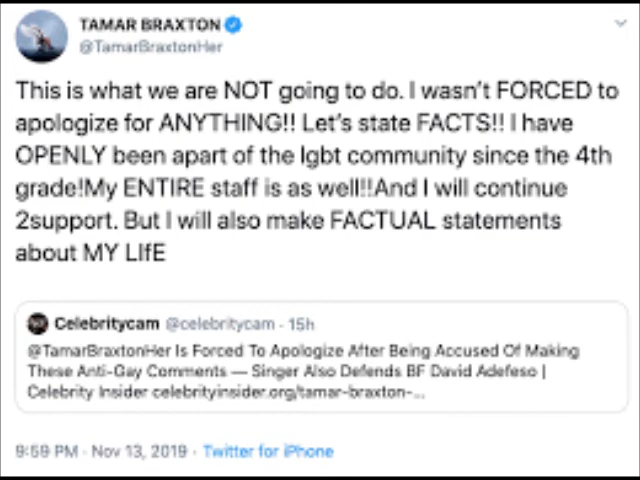 TAMAR BRAXTON
@TamarBraxtonHer
This is what we are NOT going to do. I wasn't FORCED to
apologize for ANYTHING!! Let's state FACTS!! I have
OPENLY been apart of the lgbt community since the 4th
grade!My ENTIRE staff is as well!!And I will continue
2support. But I will also make FACTUAL statements
about MY LIfE
Celebritycam @celebritycam · 15h
@TamarBraxtonHer Is Forced To Apologize After Being Accused Of Making
These Anti-Gay Comments — Singer Also Defends BF David Adefeso |
Celebrity Insider celebrityinsider.org/tamar-braxton-...
9:59 PM · Nov 13, 2019 · Twitter for iPhone